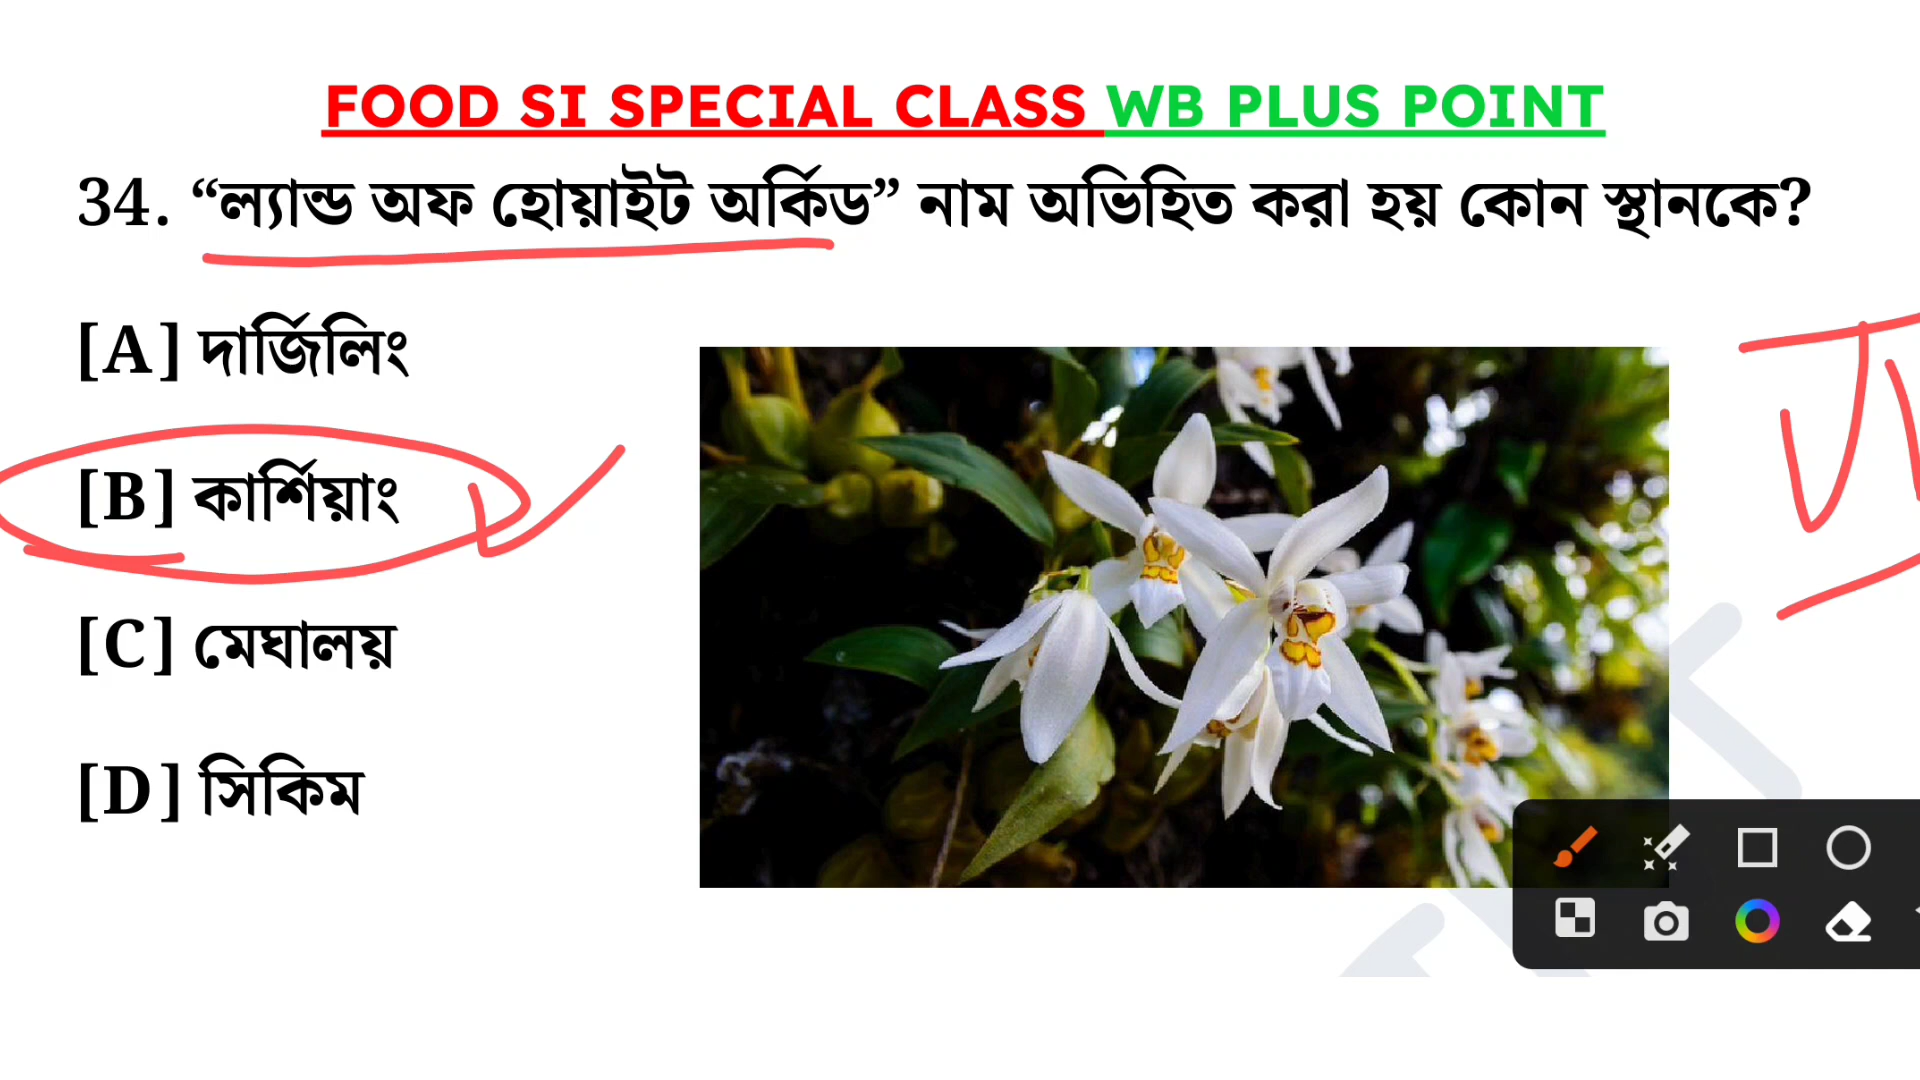 FOOD SI SPECIAL CLASS WB PLUS POINT
34. “ল্যান্ড অফ হোয়াইট অর্কিড” নাম অভিহিত করা হয় কোন স্থানকে?
[A] দার্জিলিং
[B] কার্শিয়াং
[C] মেঘালয়
[D] সিকিম